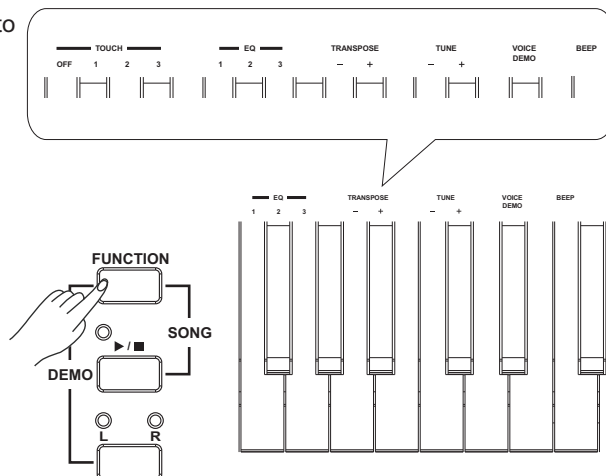 to
TOUCH EQ TRANSPOSE TUNE VOICE BEEP
DEMO
OFF 1 2 3 1 2 3 – + – +
EQ TRANSPOSE TUNE VOICE BEEP
DEMO
1 2 3 – + – +
FUNCTION
SONG
▶ / ■
DEMO
L R